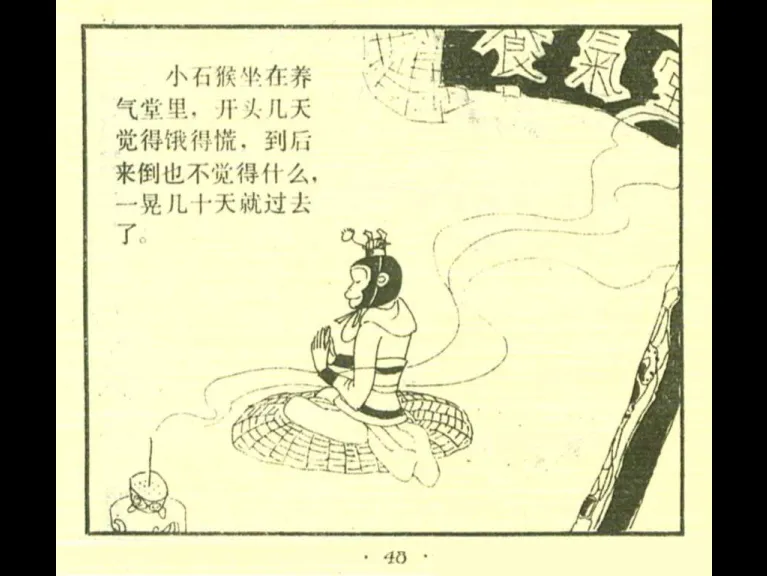 小石猴坐在养
气堂里，开头几天
觉得饿得慌，到后
来倒也不觉得什么，
一晃几十天就过去
了。
養氣堂
· 48 ·